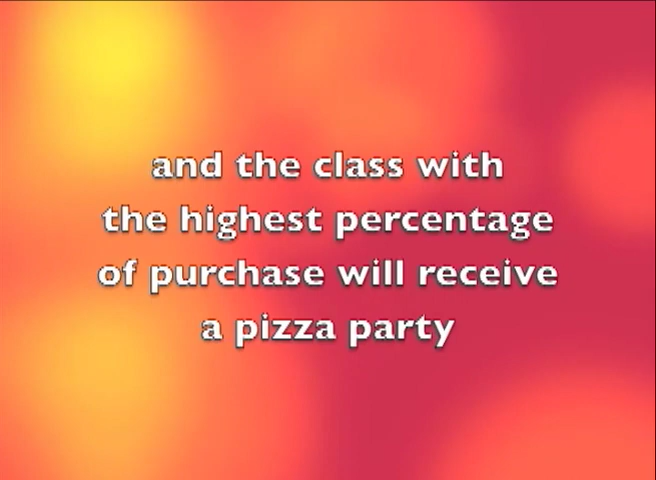 and the class with
the highest percentage
of purchase will receive
a pizza party